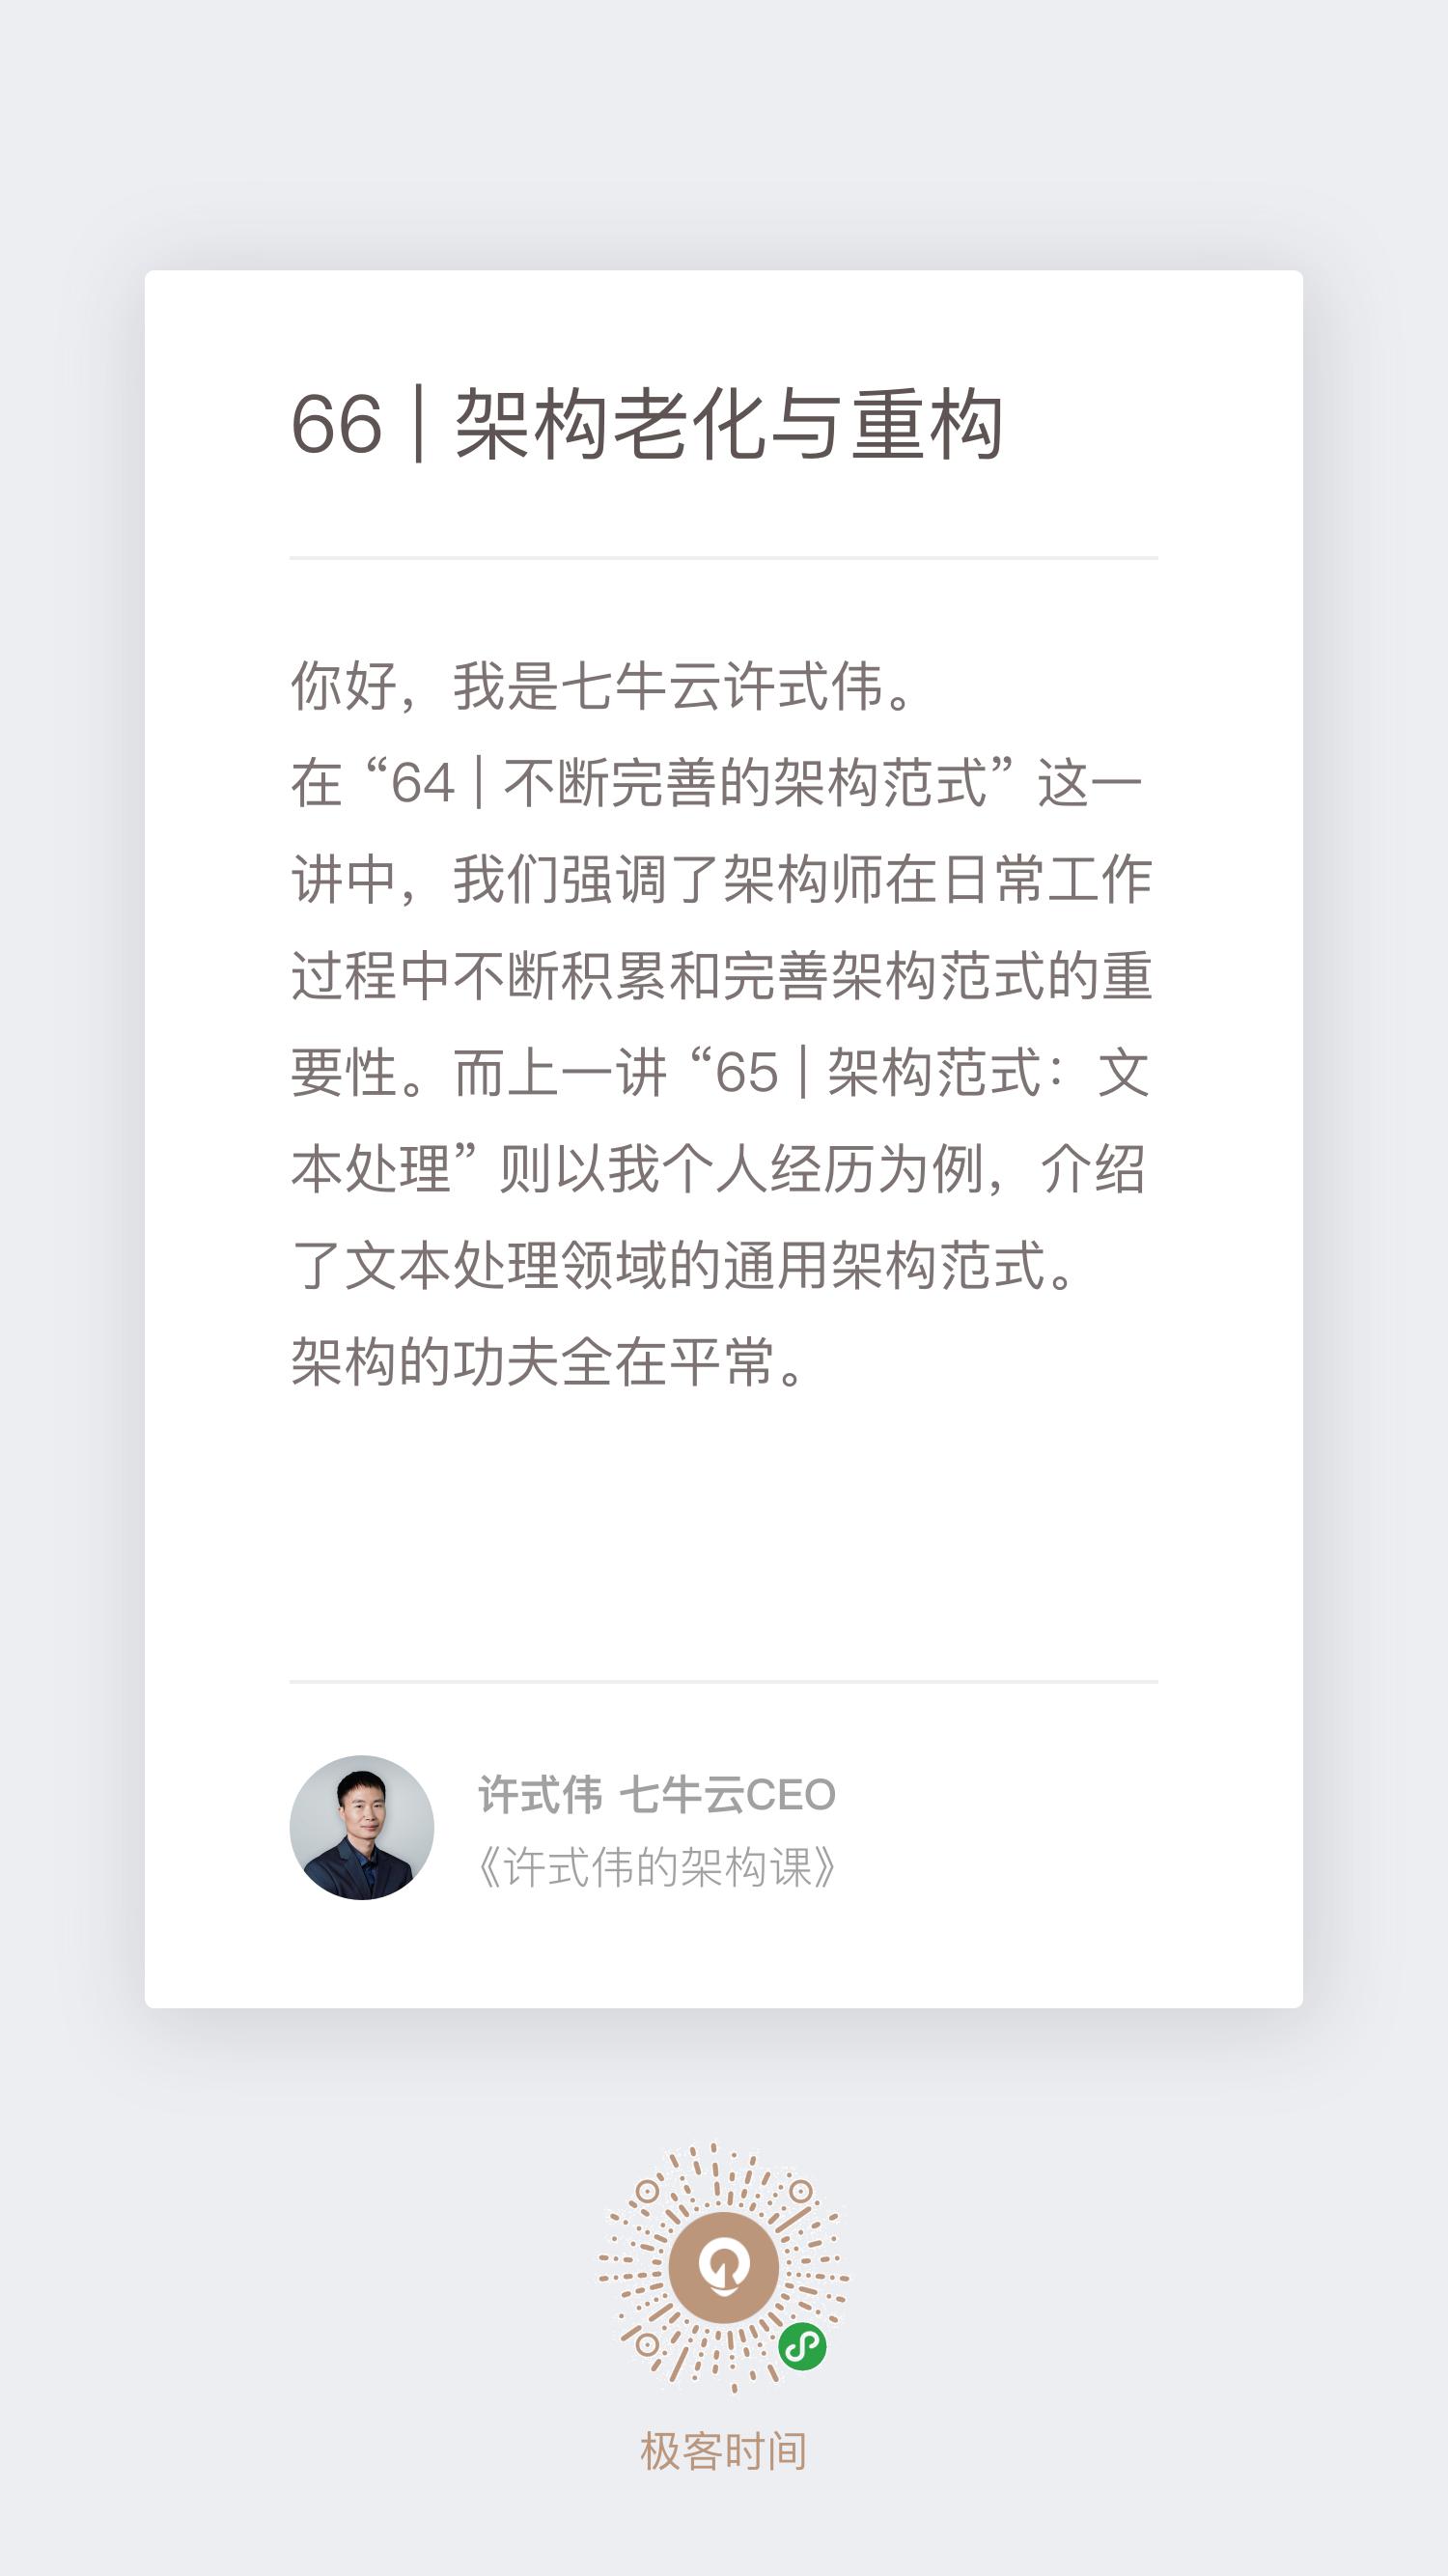 66 | 架构老化与重构
你好，我是七牛云许式伟。
在 “64 | 不断完善的架构范式” 这一
讲中，我们强调了架构师在日常工作
过程中不断积累和完善架构范式的重
要性。而上一讲 “65 | 架构范式：文
本处理” 则以我个人经历为例，介绍
了文本处理领域的通用架构范式。
架构的功夫全在平常。
许式伟 七牛云CEO
《许式伟的架构课》
极客时间